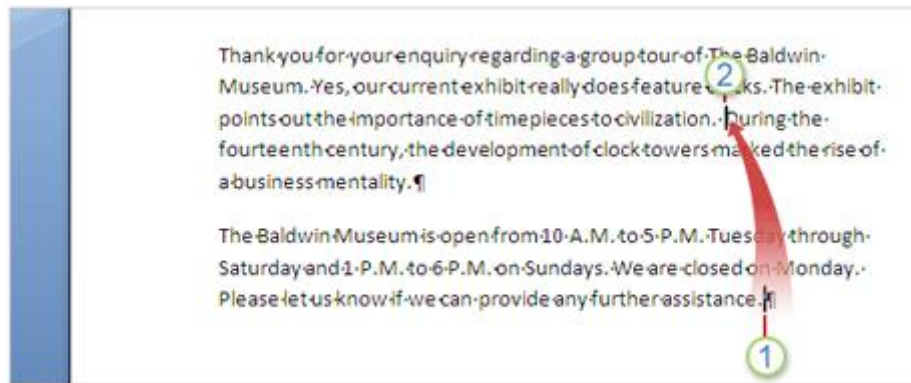 Thank·you·for·your·enquiry·regarding·a·group·tour·of·The·Baldwin·
Museum.·Yes,·our·current·exhibit·really·does·feature·
2
·The·exhibit·
points·out·the·importance·of·timepieces·to·civilization.·During·the·
fourteenth·century,·the·development·of·clock·towers·marked·the·rise·of·
a·business·mentality.¶
The·Baldwin·Museum·is·open·from·10·A.M.·to·5·P.M.·Tuesday·through·
Saturday·and·1·P.M.·to·6·P.M.·on·Sundays.·We·are·closed·on·Monday.·
Please·let·us·know·if·we·can·provide·any·further·assistance.¶
1